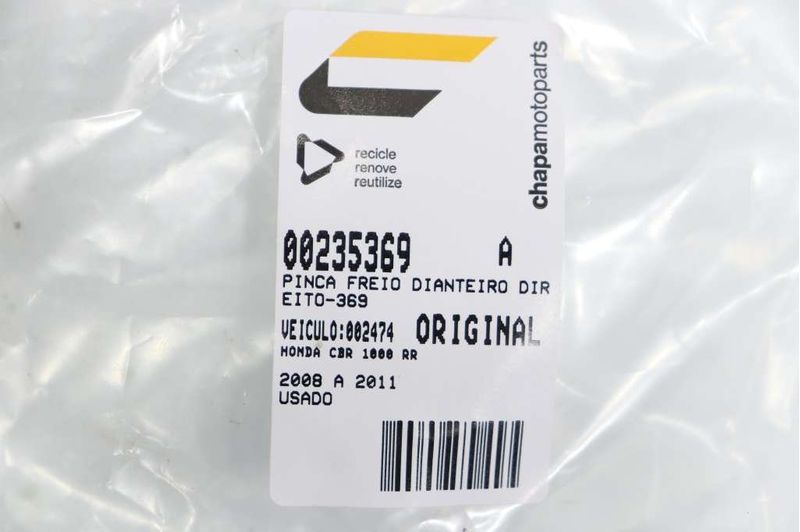 chapamotoparts
recicle
renove
reutilize
00235369 A
PINCA FREIO DIANTEIRO DIR
EITO-369
VEICULO:002474 ORIGINAL
HONDA CBR 1000 RR
2008 A 2011
USADO